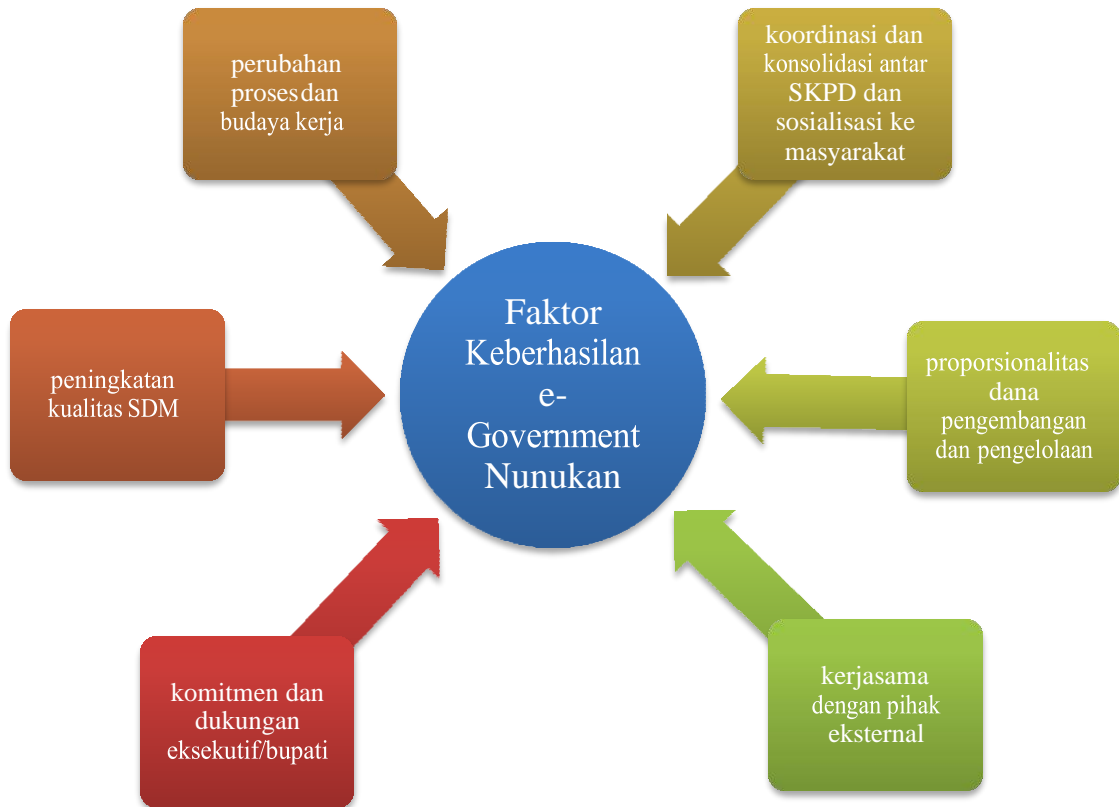 perubahan
proses dan
budaya kerja
koordinasi dan
konsolidasi antar
SKPD dan
sosialisasi ke
masyarakat
Faktor
Keberhasilan
e-
Government
Nunukan
peningkatan
kualitas SDM
proporsionalitas
dana
pengembangan
dan pengelolaan
komitmen dan
dukungan
eksekutif/bupati
kerjasama
dengan pihak
eksternal